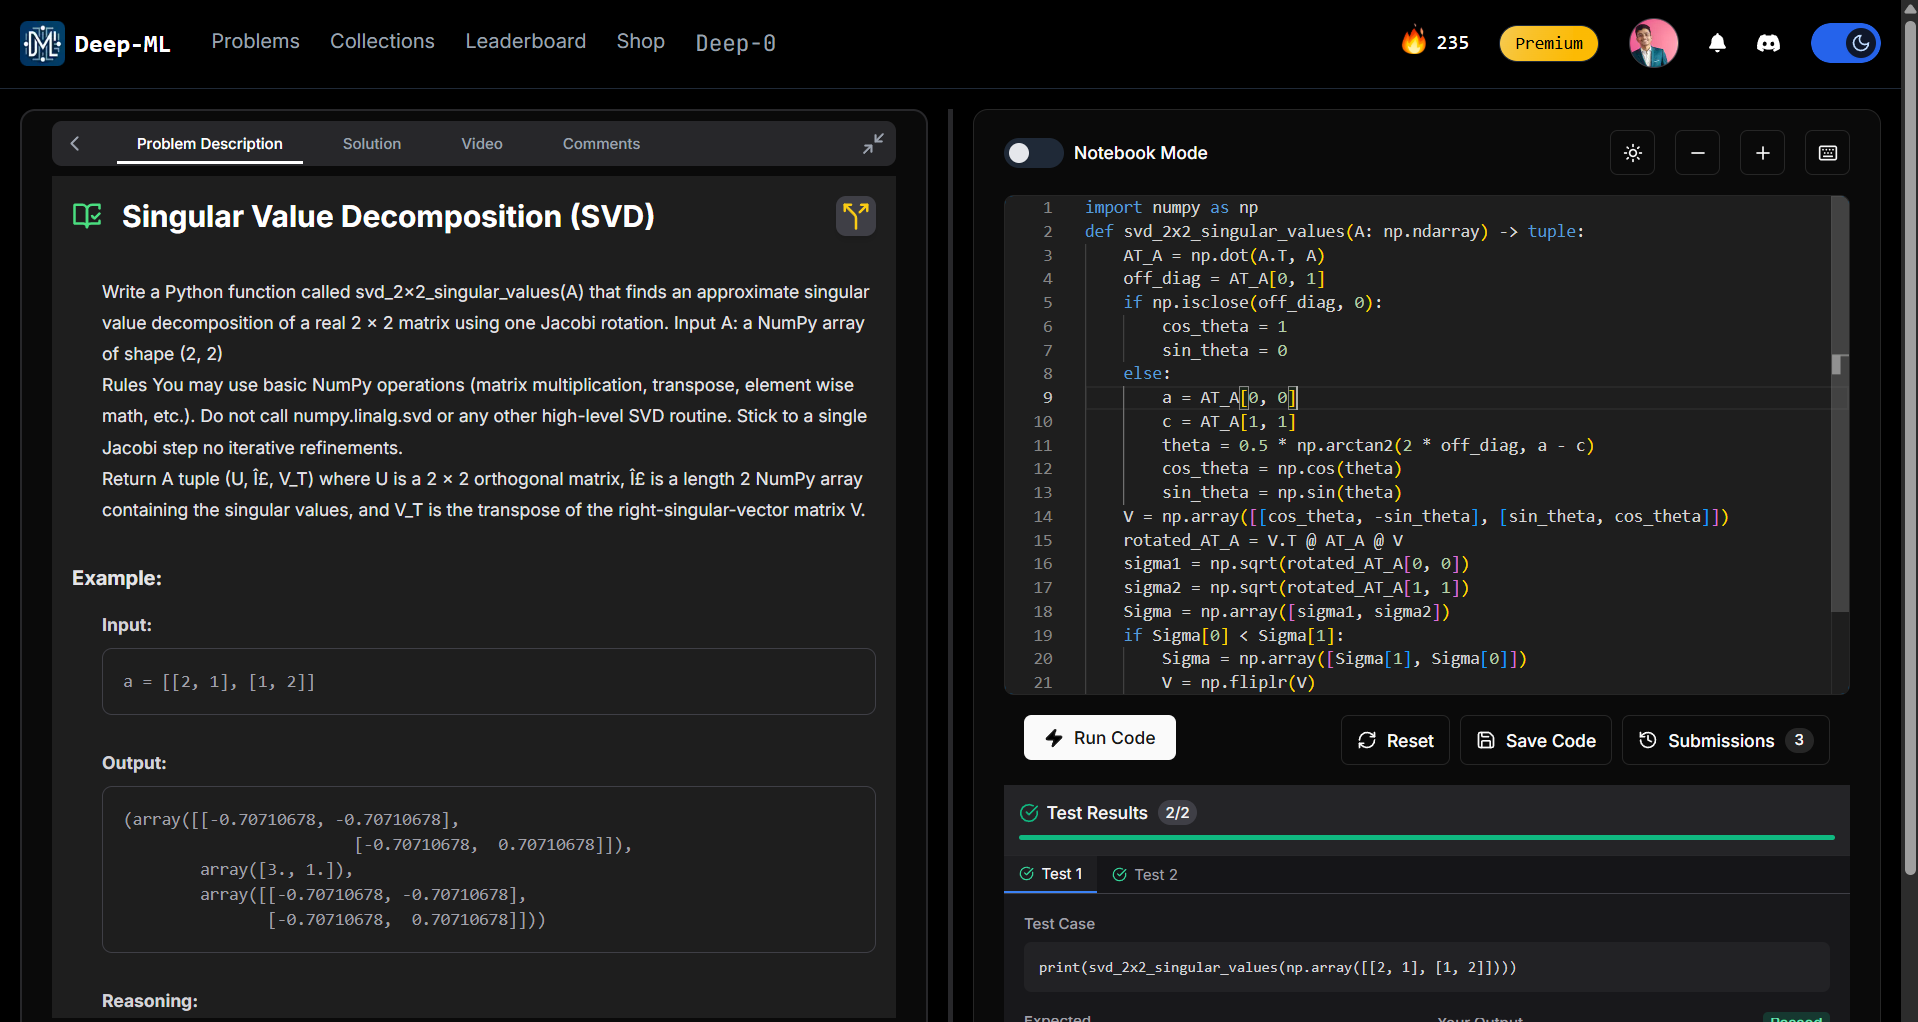 Deep-ML
Problems
Collections
Leaderboard
Shop
Deep-0
235
Premium
Problem Description
Solution
Video
Comments
Singular Value Decomposition (SVD)
Write a Python function called svd_2×2_singular_values(A) that finds an approximate singular
value decomposition of a real 2 × 2 matrix using one Jacobi rotation. Input A: a NumPy array
of shape (2, 2)
Rules You may use basic NumPy operations (matrix multiplication, transpose, element wise
math, etc.). Do not call numpy.linalg.svd or any other high-level SVD routine. Stick to a single
Jacobi step no iterative refinements.
Return A tuple (U, Î£, V_T) where U is a 2 × 2 orthogonal matrix, Î£ is a length 2 NumPy array
containing the singular values, and V_T is the transpose of the right-singular-vector matrix V.
Example:
Input:
a = [[2, 1], [1, 2]]
Output:
(array([[-0.70710678, -0.70710678],
[-0.70710678,  0.70710678]]),
array([3., 1.]),
array([[-0.70710678, -0.70710678],
[-0.70710678,  0.70710678]]))
Reasoning:
Notebook Mode
1 import numpy as np
2 def svd_2x2_singular_values(A: np.ndarray) -> tuple:
3 AT_A = np.dot(A.T, A)
4 off_diag = AT_A[0, 1]
5 if np.isclose(off_diag, 0):
6 cos_theta = 1
7 sin_theta = 0
8 else:
9 a = AT_A[0, 0]
10 c = AT_A[1, 1]
11 theta = 0.5 * np.arctan2(2 * off_diag, a - c)
12 cos_theta = np.cos(theta)
13 sin_theta = np.sin(theta)
14 V = np.array([[cos_theta, -sin_theta], [sin_theta, cos_theta]])
15 rotated_AT_A = V.T @ AT_A @ V
16 sigma1 = np.sqrt(rotated_AT_A[0, 0])
17 sigma2 = np.sqrt(rotated_AT_A[1, 1])
18 Sigma = np.array([sigma1, sigma2])
19 if Sigma[0] < Sigma[1]:
20 Sigma = np.array([Sigma[1], Sigma[0]])
21 V = np.fliplr(V)
Run Code
Reset
Save Code
Submissions 3
Test Results 2/2
Test 1
Test 2
Test Case
print(svd_2x2_singular_values(np.array([[2, 1], [1, 2]])))
Expected
Your Output
Passed